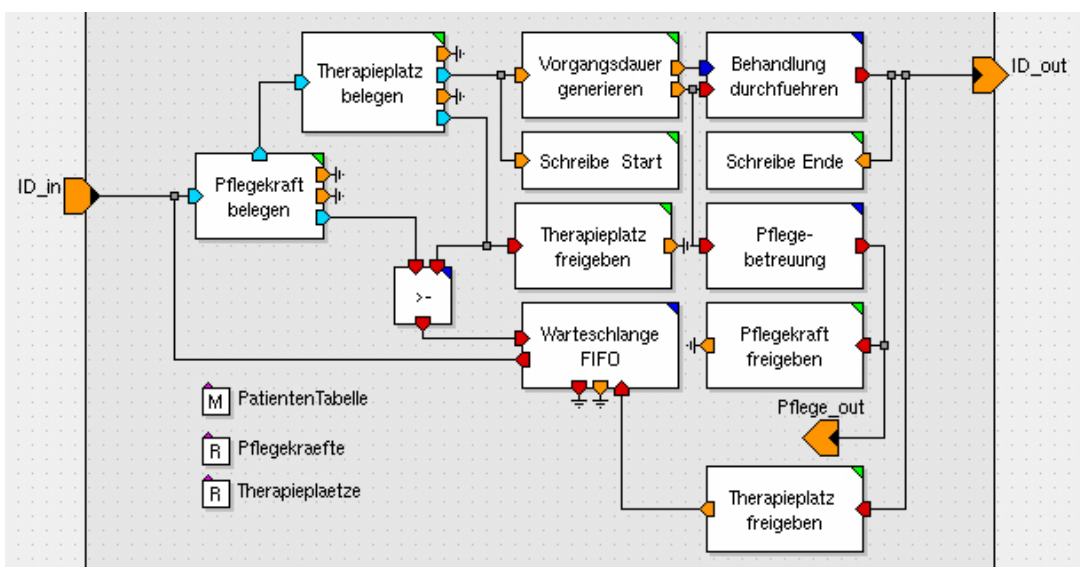 Therapieplatz
belegen
Vorgangsdauer
generieren
Behandlung
durchfuehren
ID_out
Schreibe Start
Schreibe Ende
ID_in
Pflegekraft
belegen
Therapieplatz
freigeben
Pflege-
betreuung
>-
Warteschlange
FIFO
Pflegekraft
freigeben
M PatientenTabelle
Pflege_out
R Pflegekraefte
R Therapieplaetze
Therapieplatz
freigeben